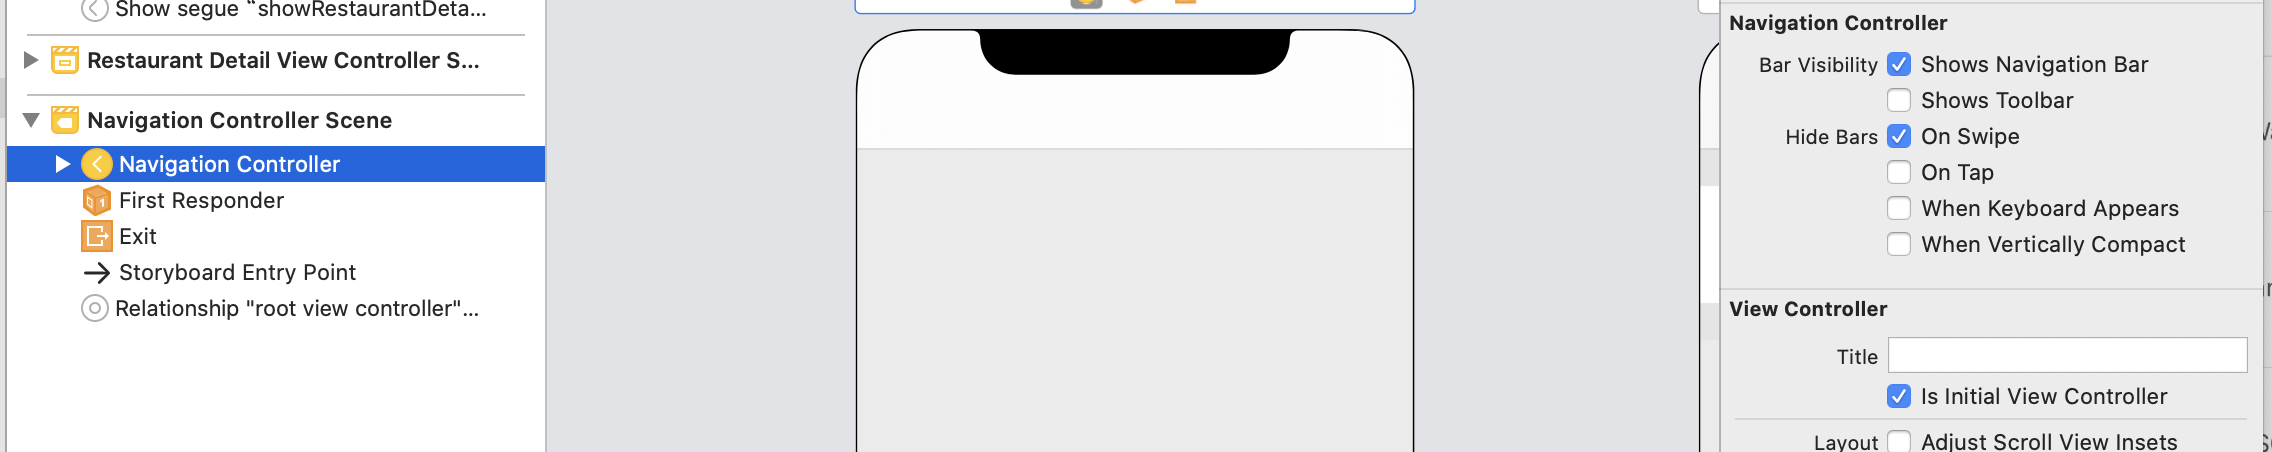 Show segue “showRestaurantDeta...
Restaurant Detail View Controller S...
Navigation Controller Scene
Navigation Controller
First Responder
Exit
Storyboard Entry Point
Relationship "root view controller"...
Navigation Controller
Bar Visibility Shows Navigation Bar
Shows Toolbar
Hide Bars On Swipe
On Tap
When Keyboard Appears
When Vertically Compact
View Controller
Title
Is Initial View Controller
Layout Adjust Scroll View Insets